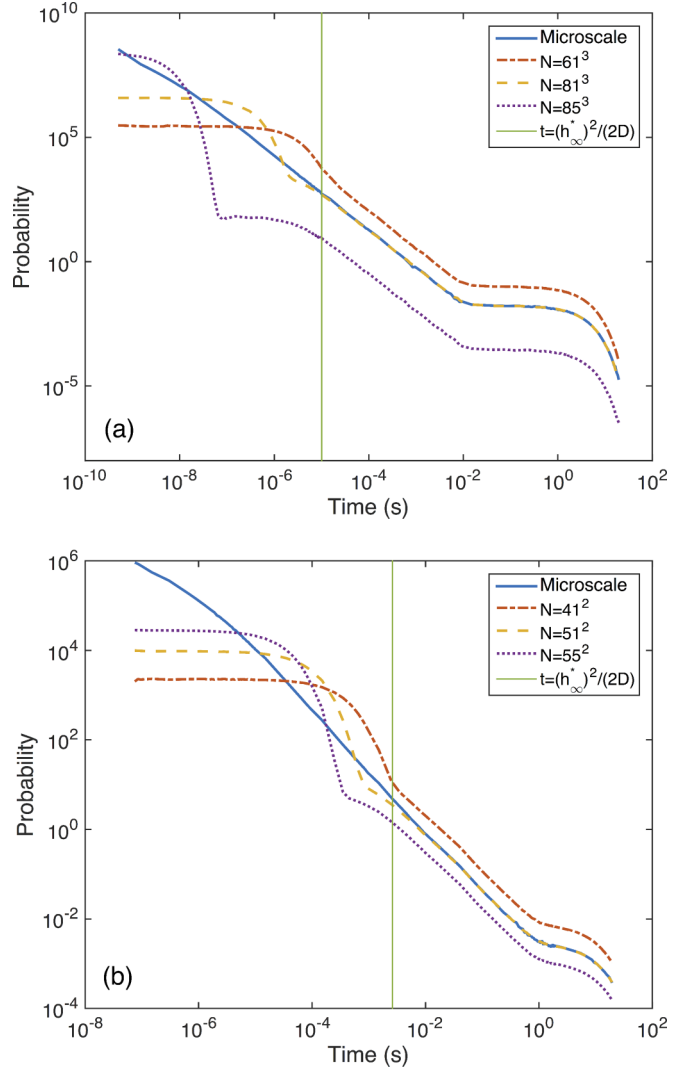 10^10
10^5
10^0
10^-5
Probability
Microscale
N=61^3
N=81^3
N=85^3
t=(h*_∞)^2/(2D)
(a)
10^-10 10^-8 10^-6 10^-4 10^-2 10^0 10^2
Time (s)
10^6
10^4
10^2
10^0
10^-2
10^-4
Probability
Microscale
N=41^2
N=51^2
N=55^2
t=(h*_∞)^2/(2D)
(b)
10^-8 10^-6 10^-4 10^-2 10^0 10^2
Time (s)